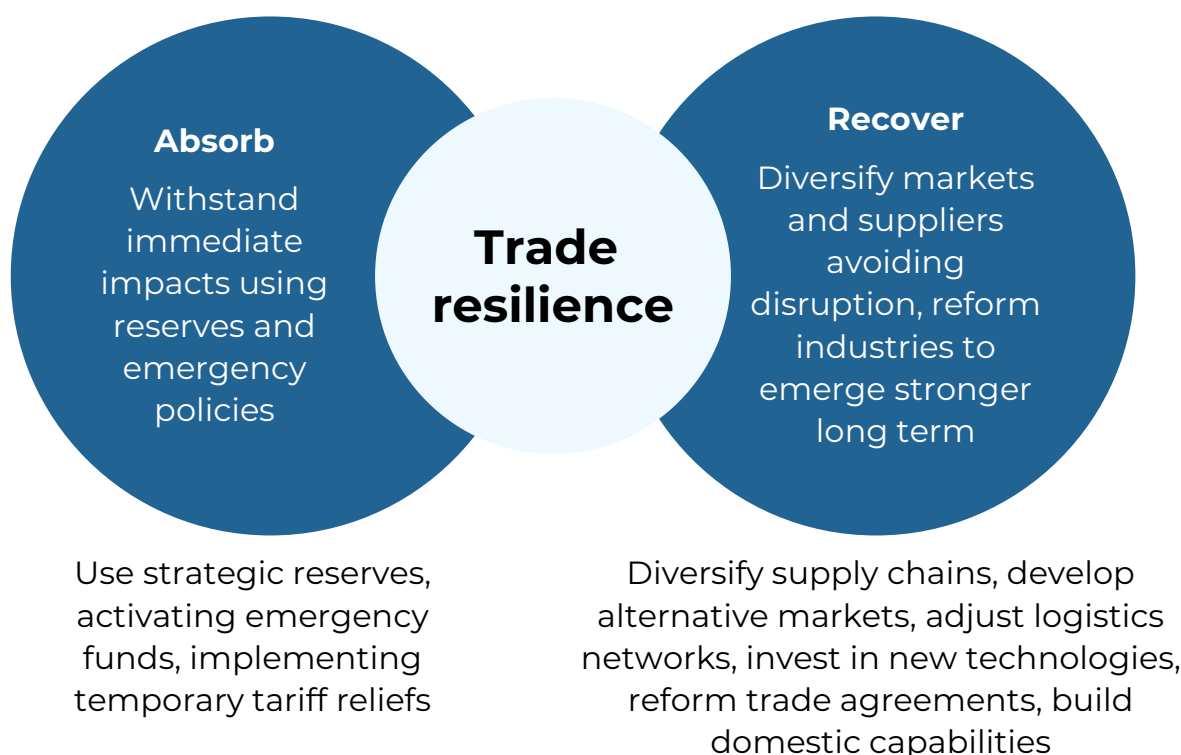 Absorb
Withstand
immediate
impacts using
reserves and
emergency
policies
Trade
resilience
Recover
Diversify markets
and suppliers
avoiding
disruption, reform
industries to
emerge stronger
long term
Use strategic reserves,
activating emergency
funds, implementing
temporary tariff reliefs
Diversify supply chains, develop
alternative markets, adjust logistics
networks, invest in new technologies,
reform trade agreements, build
domestic capabilities